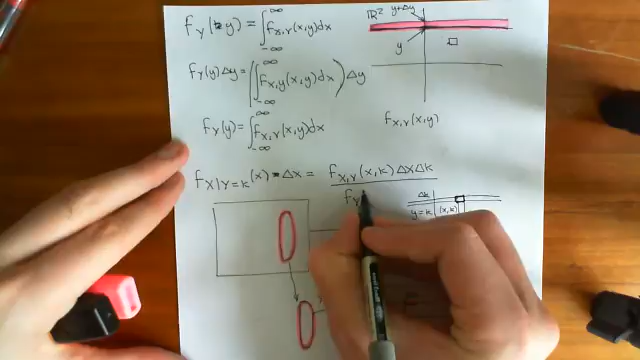 f_Y(y) = ∫_{-∞}^{∞} f_{X,Y}(x,y)dx
ℝ² y+Δy
y
f_Y(y)Δy = (∫_{-∞}^{∞} f_{X,Y}(x,y)dx)Δy
f_Y(y) = ∫_{-∞}^{∞} f_{X,Y}(x,y)dx
f_{X,Y}(x,y)
f_{X|Y=k}(x)·Δx = f_{X,Y}(x,k)ΔxΔk
f_Y
Δk
y=k (x,k)